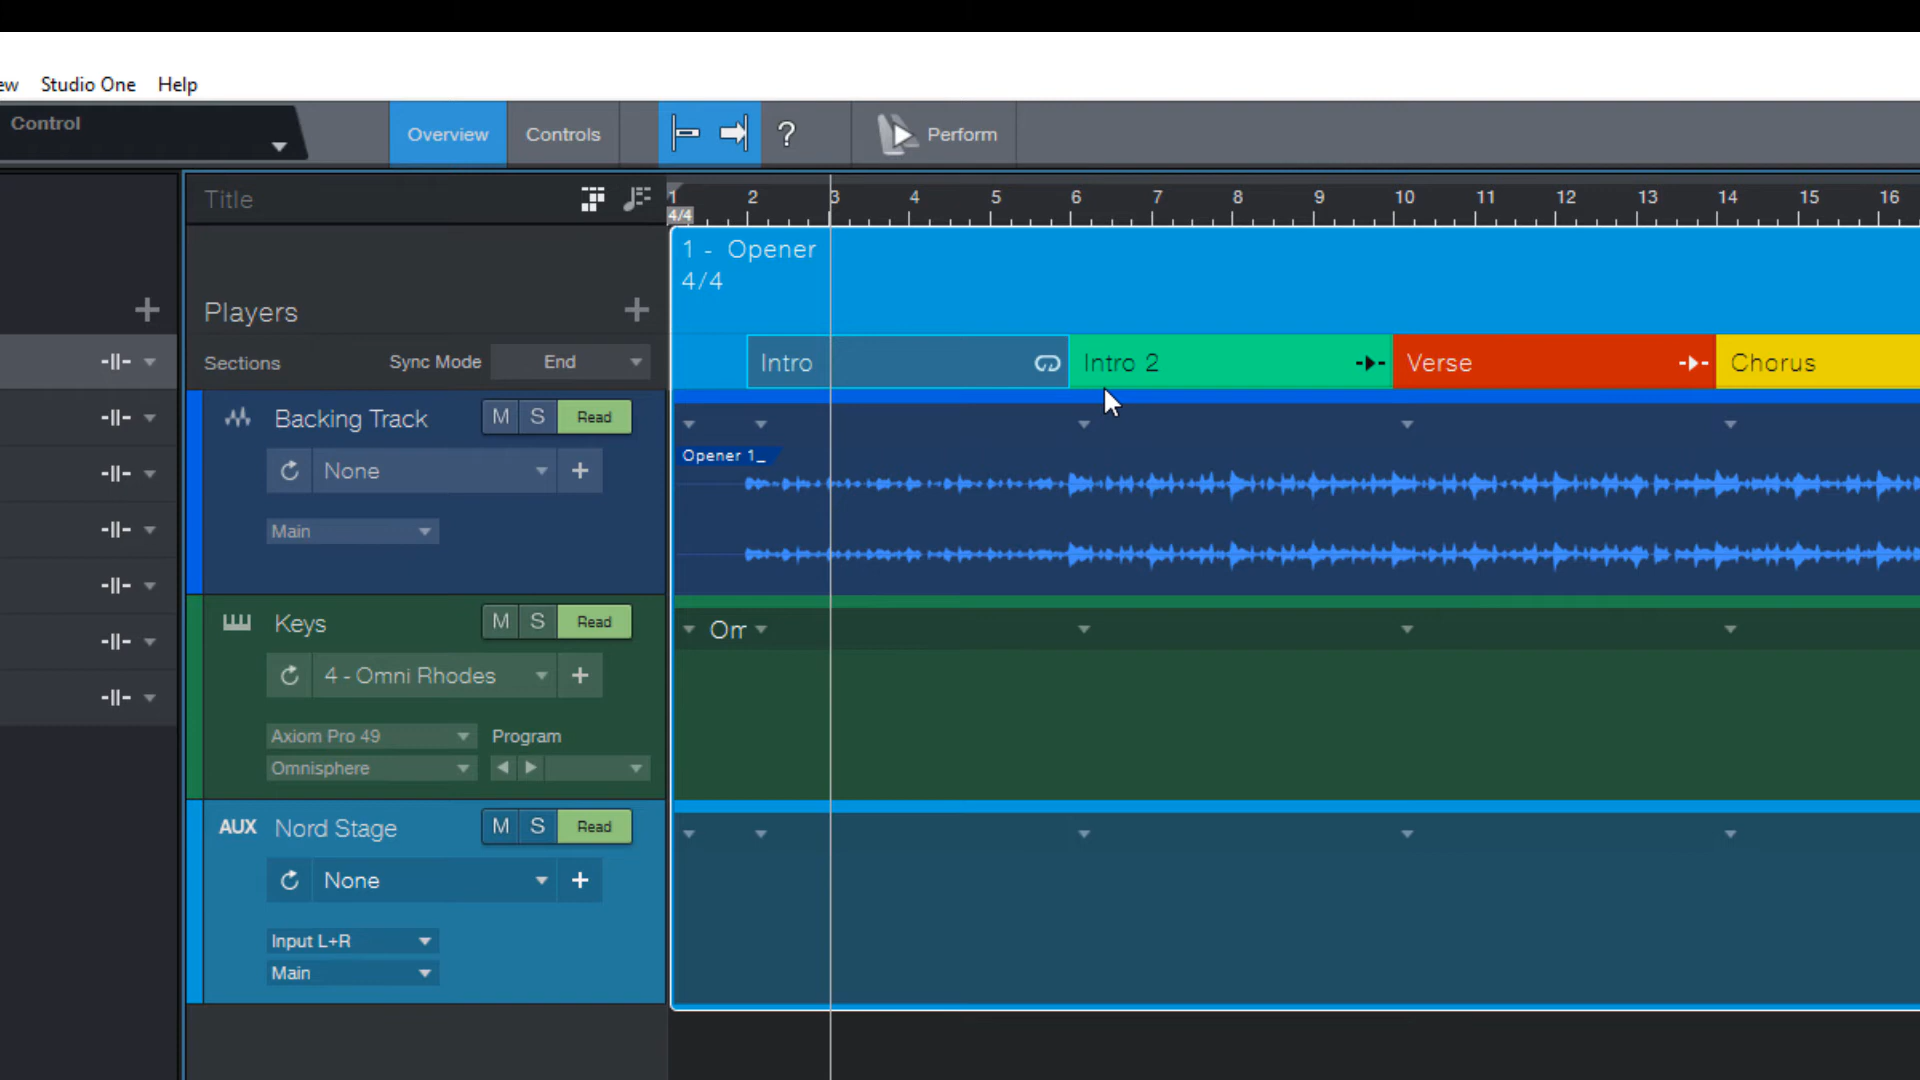 ew Studio One Help
Control
Overview Controls ? Perform
Title
1 2 3 4 5 6 7 8 9 10 11 12 13 14 15 16
4/4
1 - Opener
4/4
Players
Sections Sync Mode End
Intro Intro 2 Verse Chorus
Backing Track M S Read
Opener 1_
None
Main
Keys M S Read
Om
4 - Omni Rhodes
Axiom Pro 49 Program
Omnisphere
AUX Nord Stage M S Read
None
Input L+R
Main